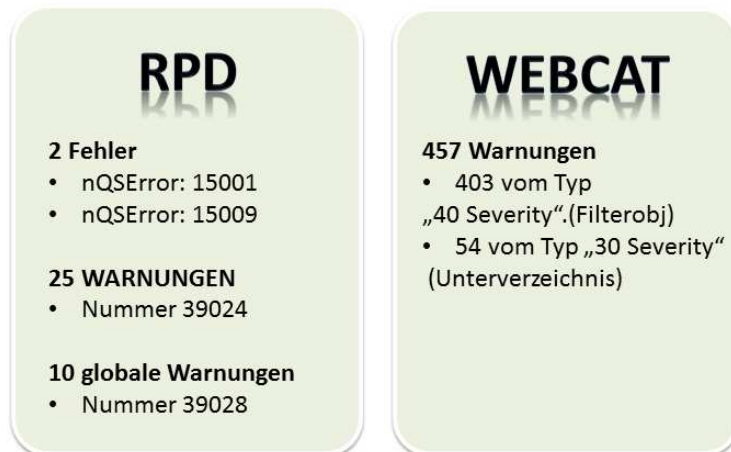 RPD
2 Fehler
• nQSError: 15001
• nQSError: 15009
25 WARNUNGEN
• Nummer 39024
10 globale Warnungen
• Nummer 39028
WEBCAT
457 Warnungen
• 403 vom Typ
„40 Severity“.(Filterobj)
• 54 vom Typ „30 Severity“
(Unterverzeichnis)